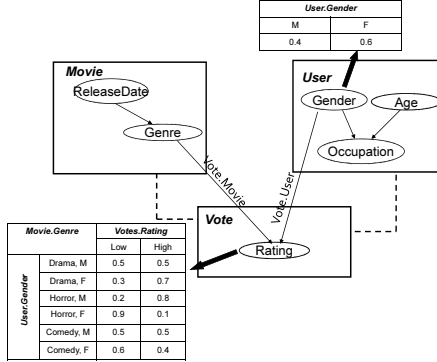 User.Gender
M F
0.4 0.6
Movie
ReleaseDate
Genre
User
Gender
Age
Occupation
Vote.Movie
Vote.User
Vote
Rating
Movie.Genre Votes.Rating
Low High
User.Gender
Drama, M 0.5 0.5
Drama, F 0.3 0.7
Horror, M 0.2 0.8
Horror, F 0.9 0.1
Comedy, M 0.5 0.5
Comedy, F 0.6 0.4